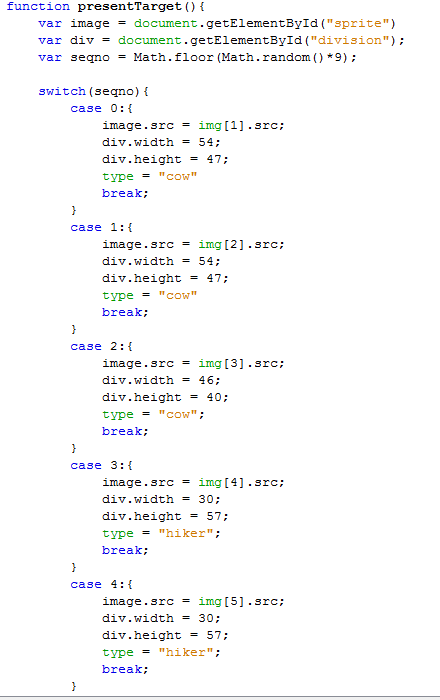 function presentTarget(){
    var image = document.getElementById("sprite")
    var div = document.getElementById("division");
    var seqno = Math.floor(Math.random()*9);

    switch(seqno){
        case 0:{
            image.src = img[1].src;
            div.width = 54;
            div.height = 47;
            type = "cow"
            break;
        }
        case 1:{
            image.src = img[2].src;
            div.width = 54;
            div.height = 47;
            type = "cow"
            break;
        }
        case 2:{
            image.src = img[3].src;
            div.width = 46;
            div.height = 40;
            type = "cow";
            break;
        }
        case 3:{
            image.src = img[4].src;
            div.width = 30;
            div.height = 57;
            type = "hiker";
            break;
        }
        case 4:{
            image.src = img[5].src;
            div.width = 30;
            div.height = 57;
            type = "hiker";
            break;
        }